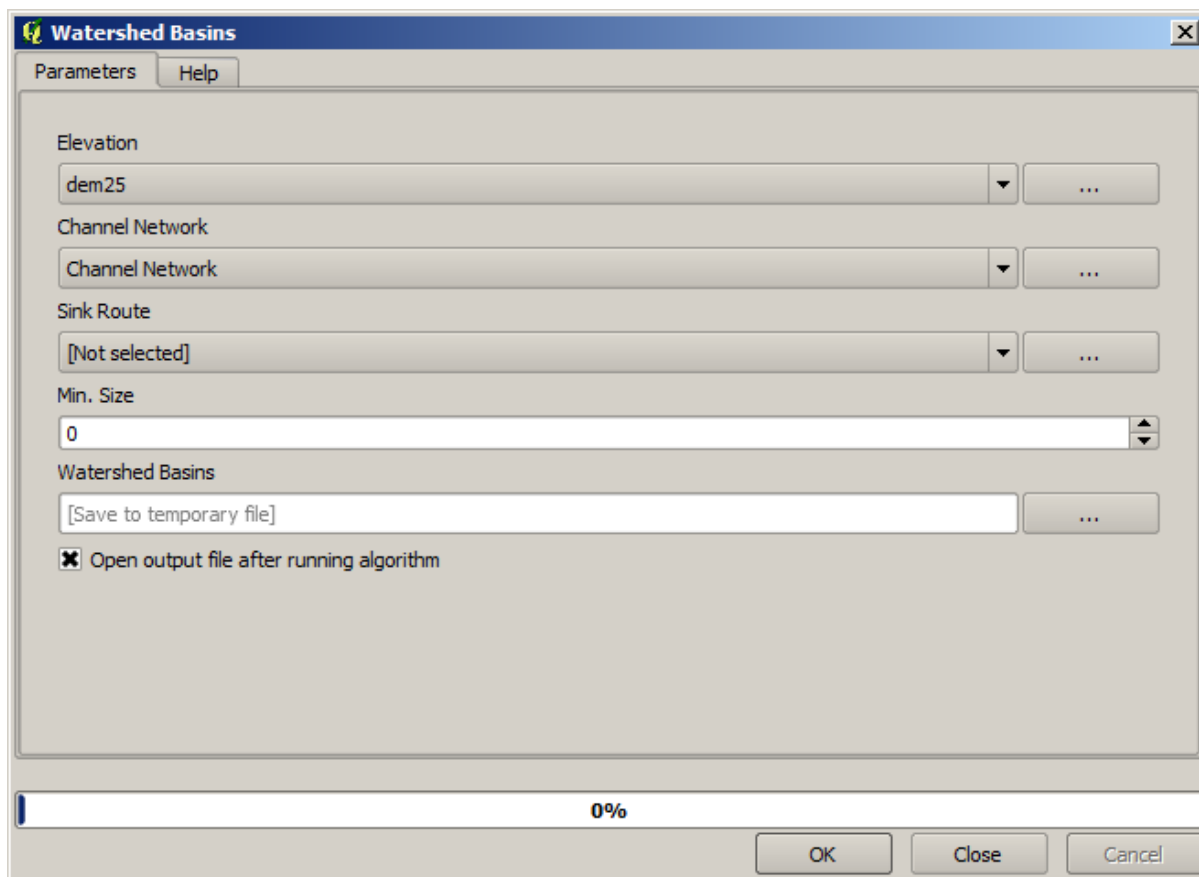 Watershed Basins
Parameters Help
Elevation
dem25 ...
Channel Network
Channel Network ...
Sink Route
[Not selected] ...
Min. Size
0
Watershed Basins
[Save to temporary file] ...
Open output file after running algorithm
0%
OK Close Cancel